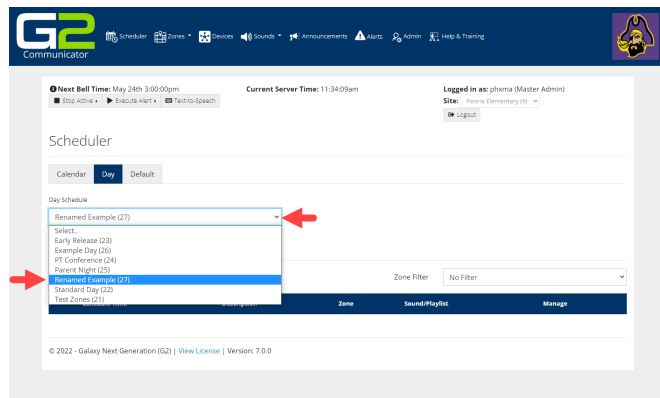 G2
Communicator
Scheduler Zones Devices Sounds Announcements Alerts Admin Help & Training
Next Bell Time: May 24th 3:00:00pm Current Server Time: 11:34:09am Logged in as: phxma (Master Admin)
Stop Active Execute Alert Text-to-Speech Site: Peoria Elementary (9)
Logout
Scheduler
Calendar Day Default
Day Schedule
Renamed Example (27)
Select..
Early Release (23)
Example Day (26)
PT Conference (24)
Parent Night (25)
Renamed Example (27)
Standard Day (22)
Test Zones (21)
Zone Filter No Filter
Zone Sound/Playlist Manage
© 2022 - Galaxy Next Generation (G2) | View License | Version: 7.0.0